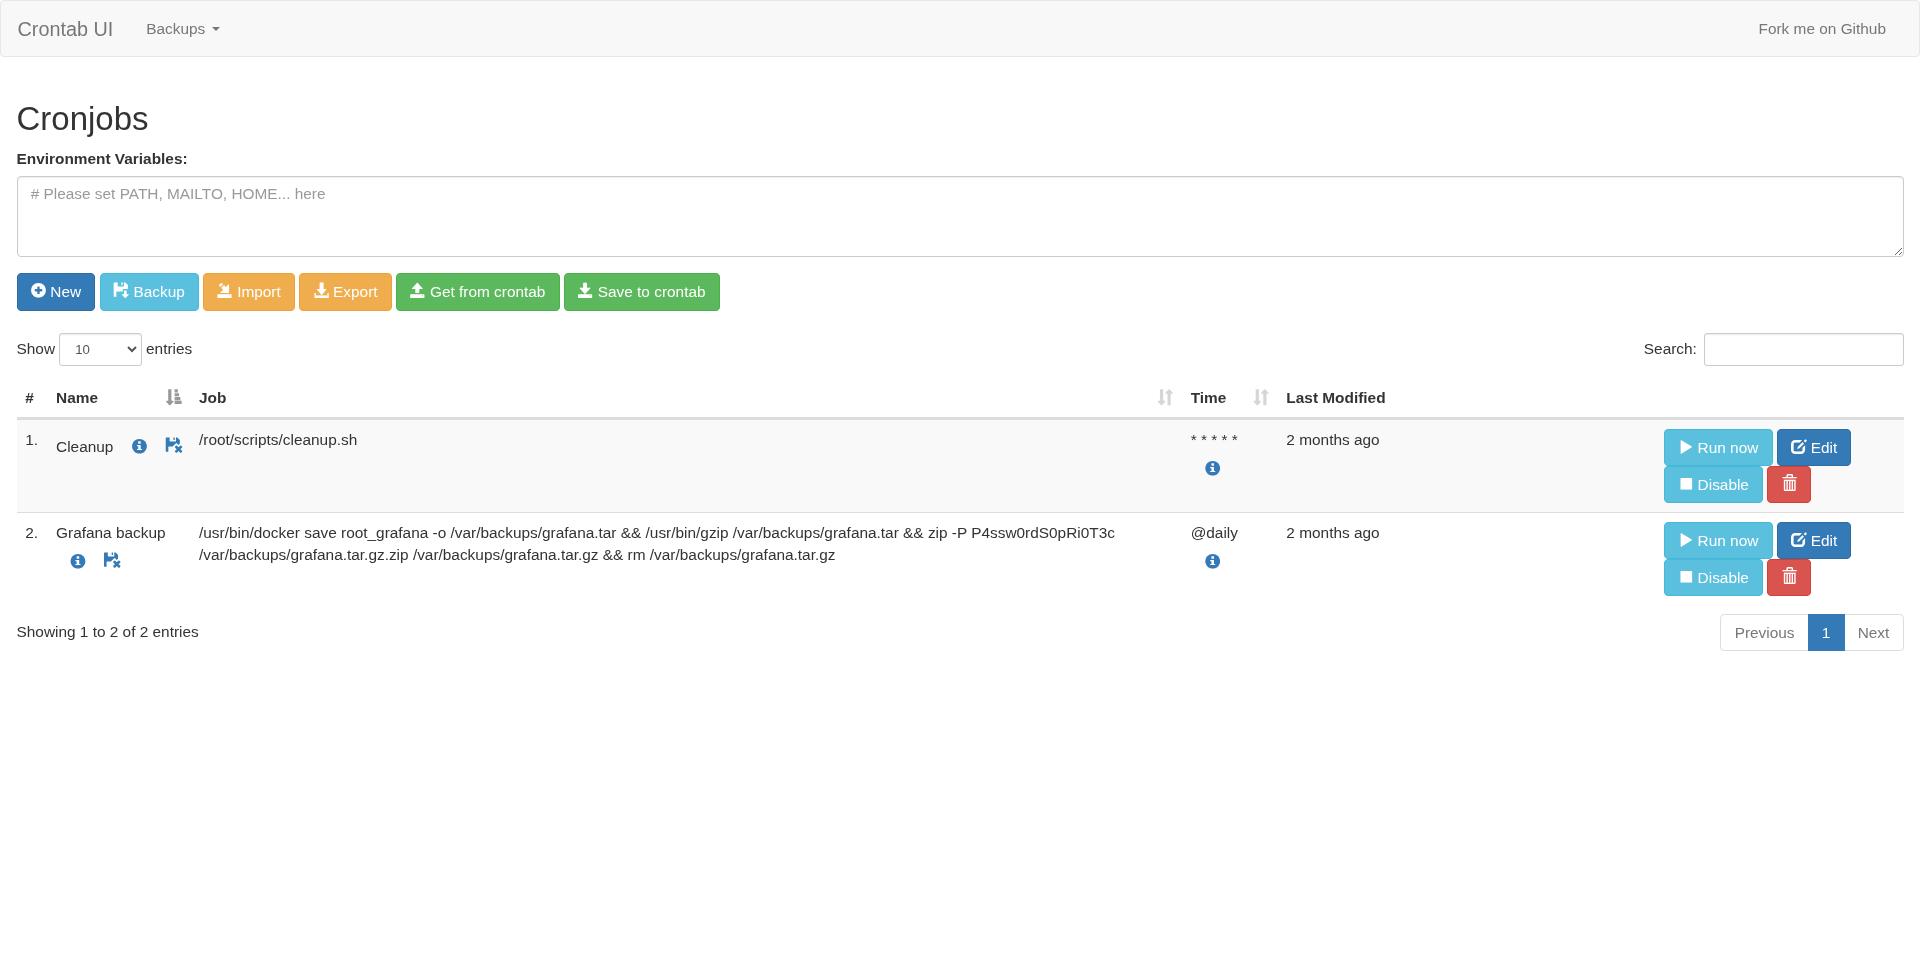 Crontab UI Backups Fork me on Github
Cronjobs
Environment Variables:
# Please set PATH, MAILTO, HOME... here
New Backup Import Export Get from crontab Save to crontab
Show 10 entries Search:
# Name Job Time Last Modified
1. Cleanup /root/scripts/cleanup.sh * * * * * 2 months ago Run now Edit
Disable
2. Grafana backup /usr/bin/docker save root_grafana -o /var/backups/grafana.tar && /usr/bin/gzip /var/backups/grafana.tar && zip -P P4ssw0rdS0pRi0T3c @daily 2 months ago Run now Edit
/var/backups/grafana.tar.gz.zip /var/backups/grafana.tar.gz && rm /var/backups/grafana.tar.gz
Disable
Showing 1 to 2 of 2 entries Previous 1 Next